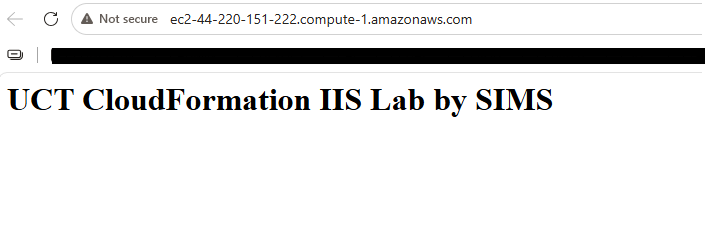 Not secure ec2-44-220-151-222.compute-1.amazonaws.com
UCT CloudFormation IIS Lab by SIMS